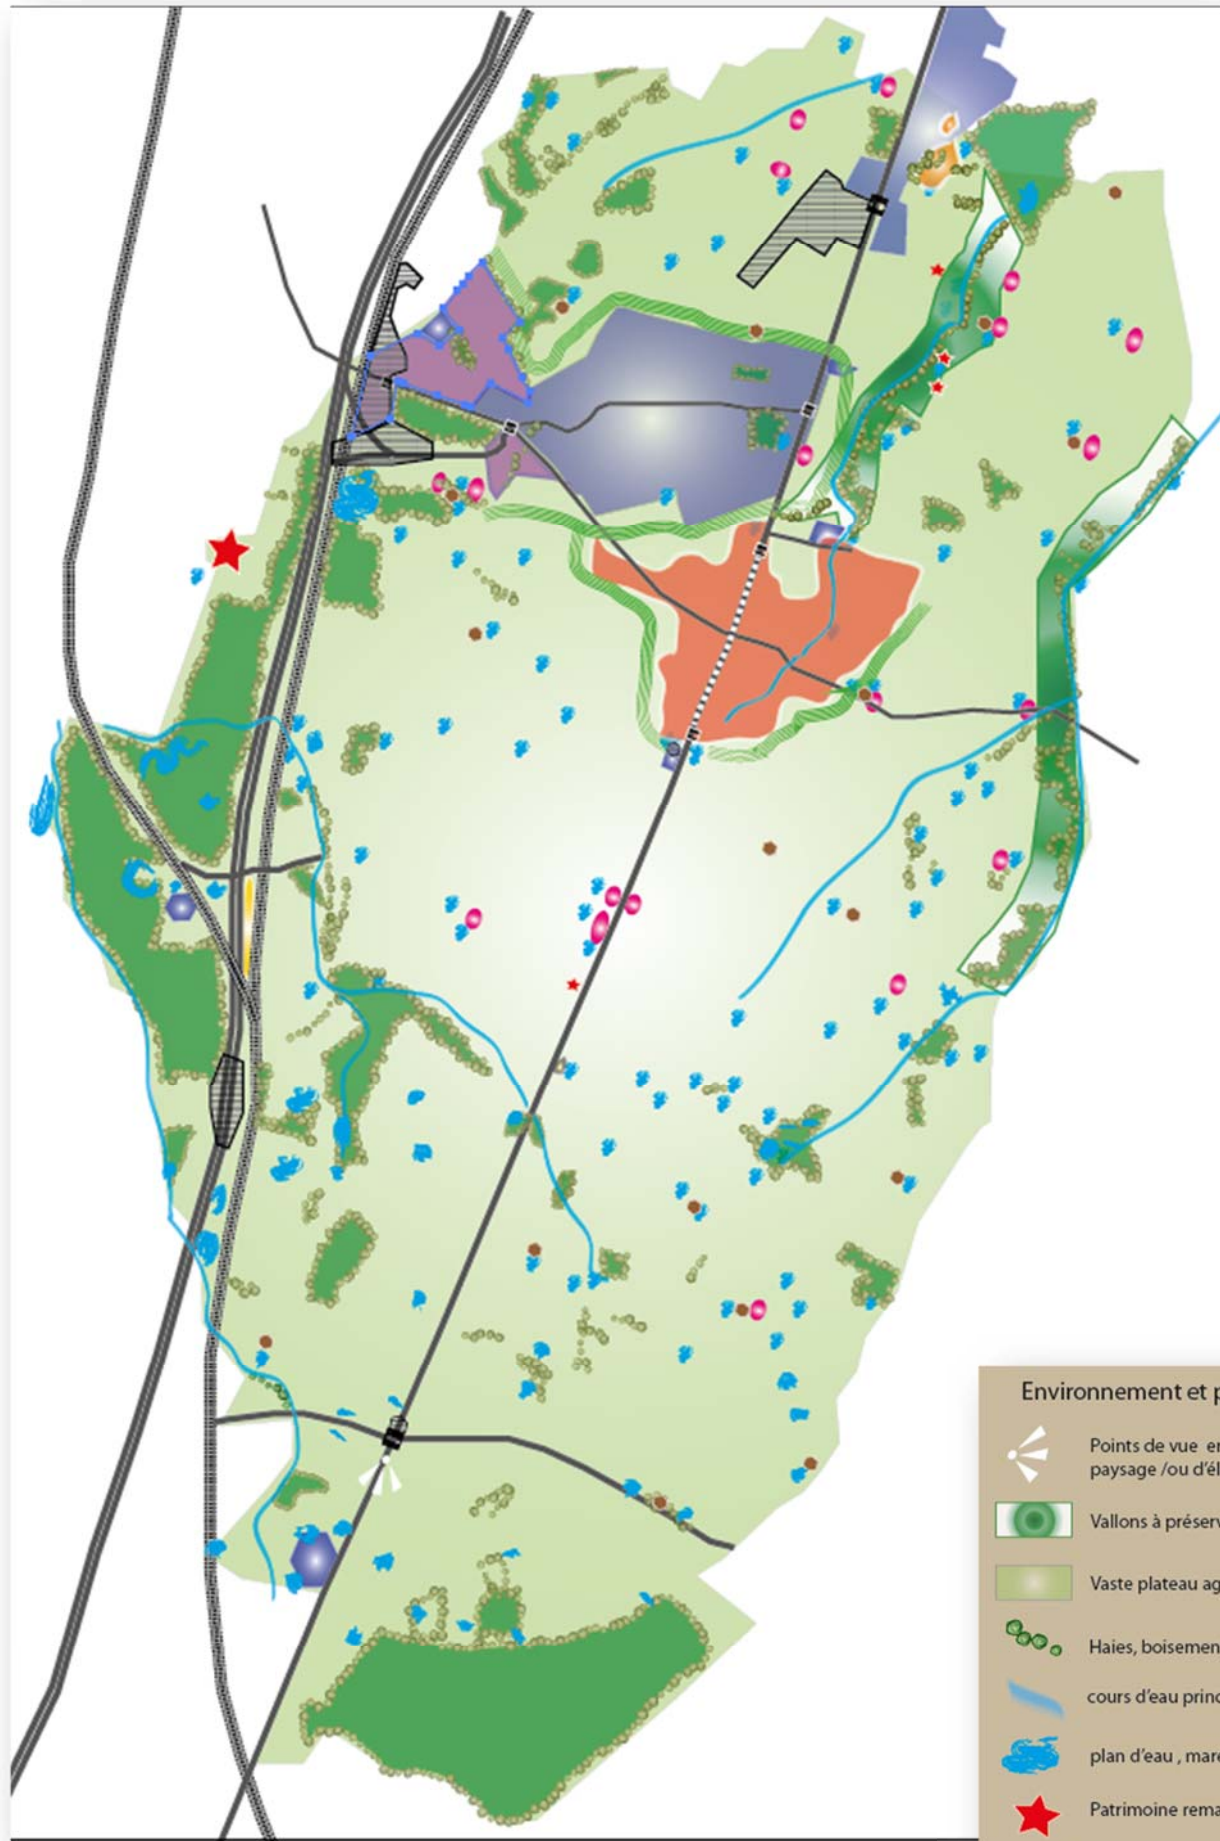 Environnement et p
Points de vue er
paysage /ou d'él
Vallons à préserv
Vaste plateau ag
Haies, boisemen
cours d'eau princ
plan d'eau , mare
Patrimoine rema